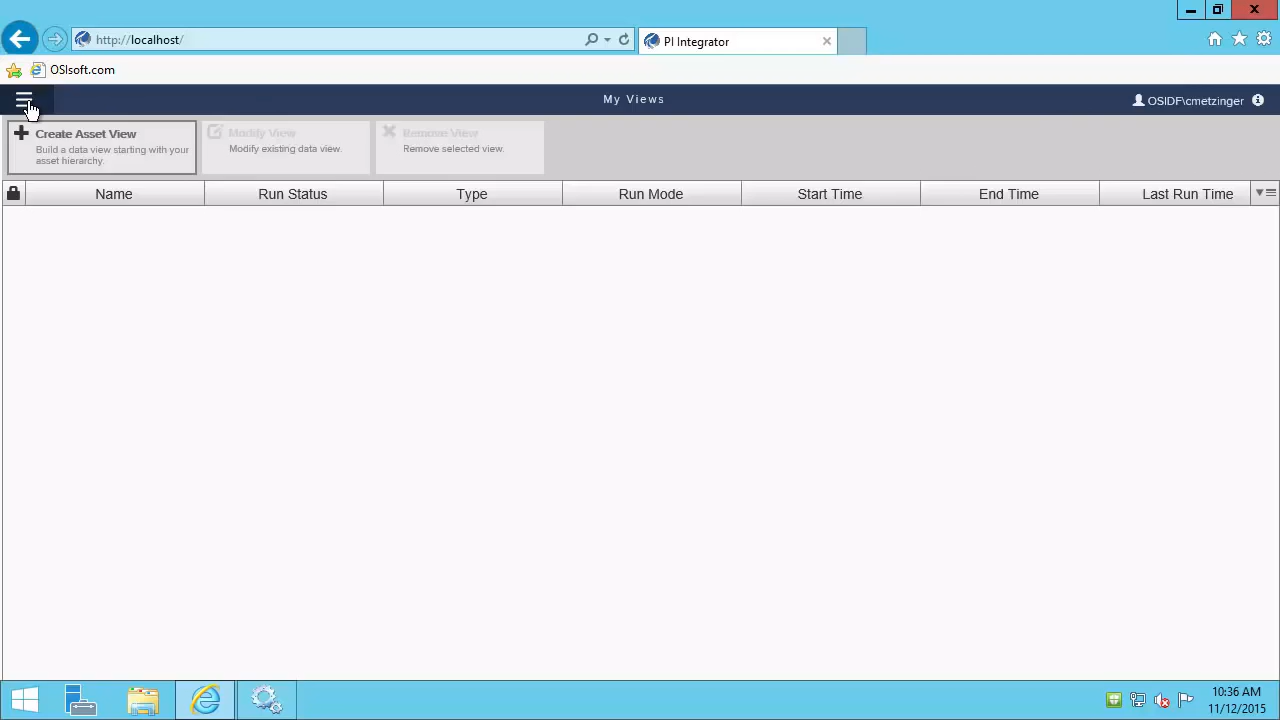 http://localhost/
PI Integrator
OSIsoft.com
My Views
OSIDF\cmetzinger
Create Asset View
Build a data view starting with your
asset hierarchy.
Modify View
Modify existing data view.
Remove View
Remove selected view.
Name Run Status Type Run Mode Start Time End Time Last Run Time
10:36 AM
11/12/2015